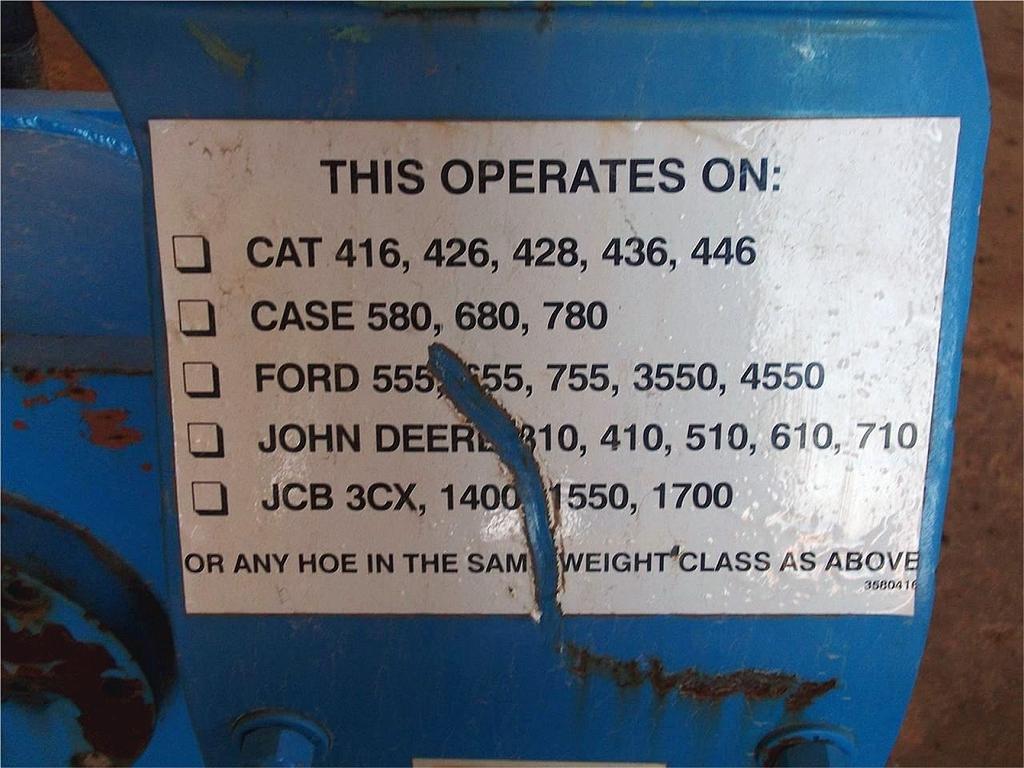 THIS OPERATES ON:
CAT 416, 426, 428, 436, 446
CASE 580, 680, 780
FORD 555, 755, 3550, 4550
JOHN DEERE 410, 510, 610, 710
JCB 3CX, 1400 1550, 1700
OR ANY HOE IN THE SAME WEIGHT CLASS AS ABOVE
3580416